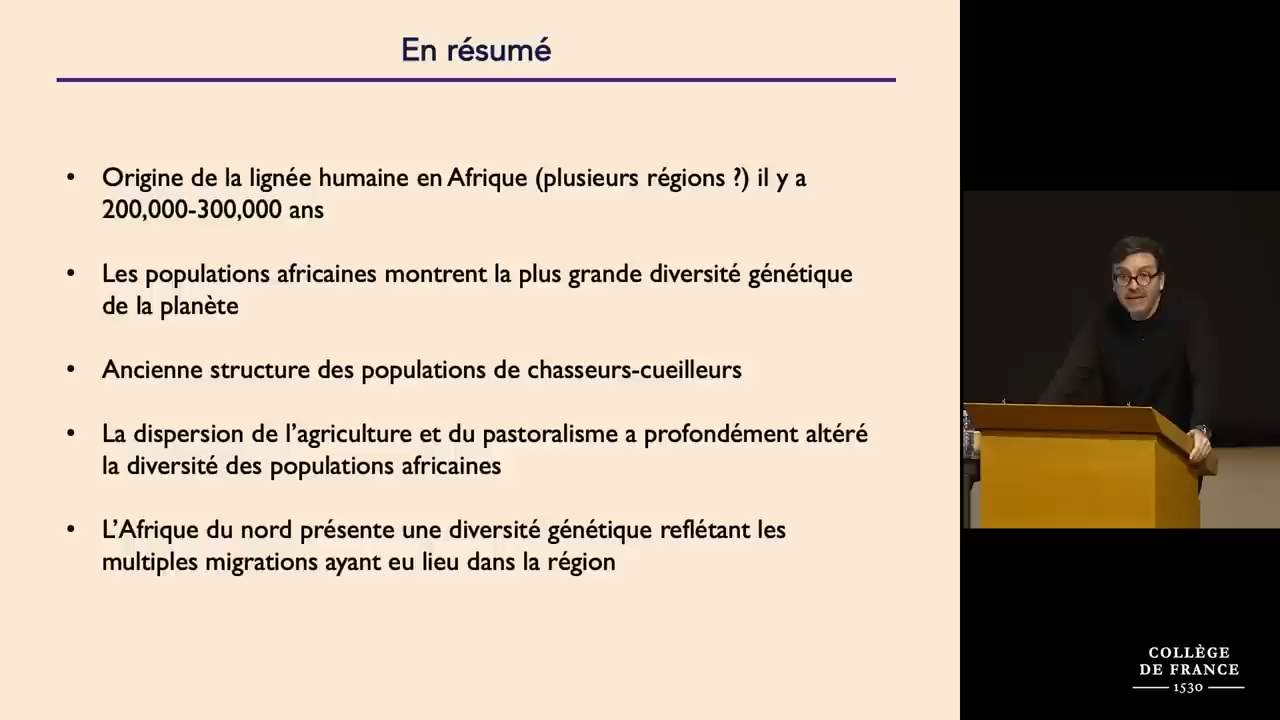 En résumé
• Origine de la lignée humaine en Afrique (plusieurs régions ?) il y a
200,000-300,000 ans
• Les populations africaines montrent la plus grande diversité génétique
de la planète
• Ancienne structure des populations de chasseurs-cueilleurs
• La dispersion de l’agriculture et du pastoralisme a profondément altéré
la diversité des populations africaines
• L’Afrique du nord présente une diversité génétique reflétant les
multiples migrations ayant eu lieu dans la région
COLLÈGE
DE FRANCE
1530